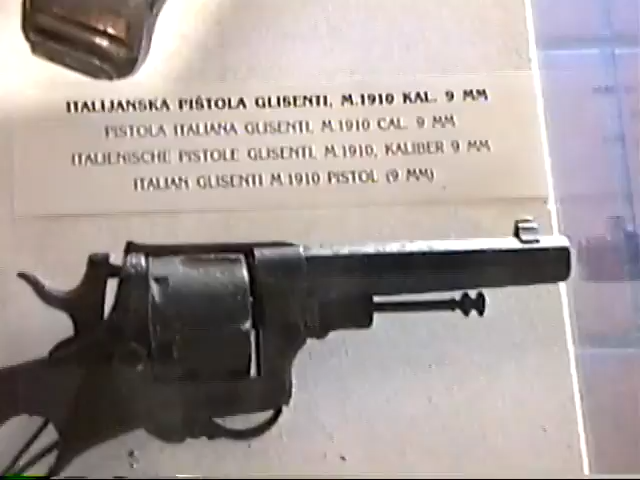 ITALIJANSKA PIŠTOLA GLISENTI, M.1910 KAL. 9 MM
PISTOLA ITALIANA GLISENTI, M.1910 CAL. 9 MM
ITALIENISCHE PISTOLE GLISENTI, M.1910, KALIBER 9 MM
ITALIAN GLISENTI M.1910 PISTOL (9 MM)